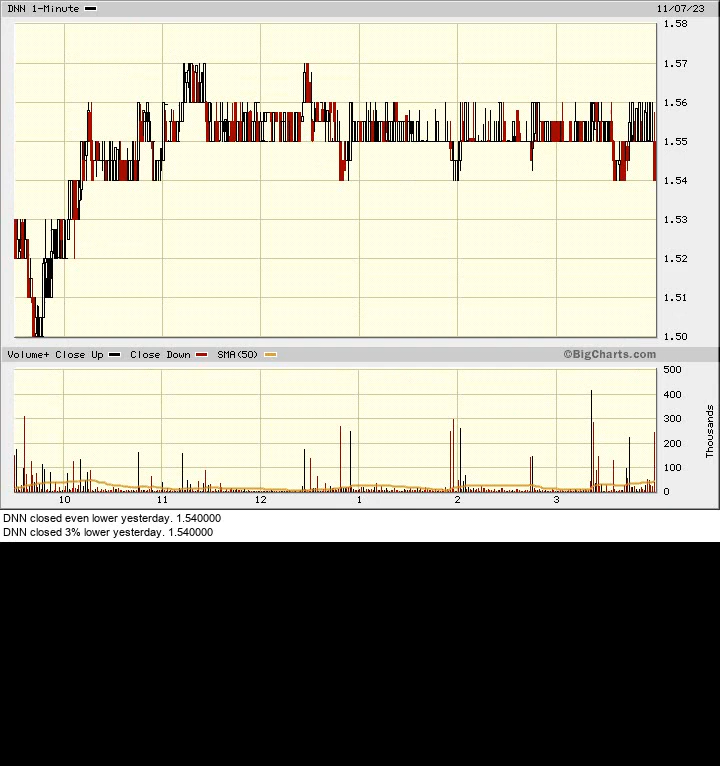 DNN 1-Minute 11/07/23
1.58
1.57
1.56
1.55
1.54
1.53
1.52
1.51
1.50
Volume+ Close Up Close Down SMA(50) ©BigCharts.com
500
400
300
200
100
0
Thousands
10 11 12 1 2 3
DNN closed even lower yesterday. 1.540000
DNN closed 3% lower yesterday. 1.540000